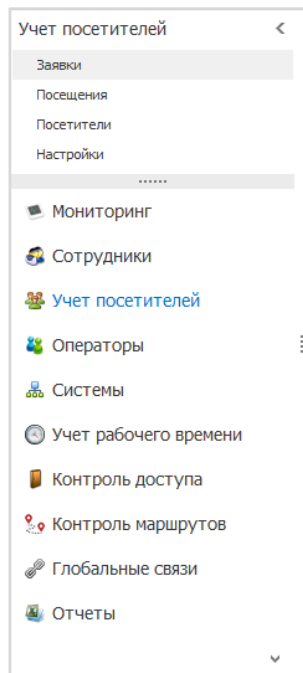 Учет посетителей
Заявки
Посещения
Посетители
Настройки
Мониторинг
Сотрудники
Учет посетителей
Операторы
Системы
Учет рабочего времени
Контроль доступа
Контроль маршрутов
Глобальные связи
Отчеты